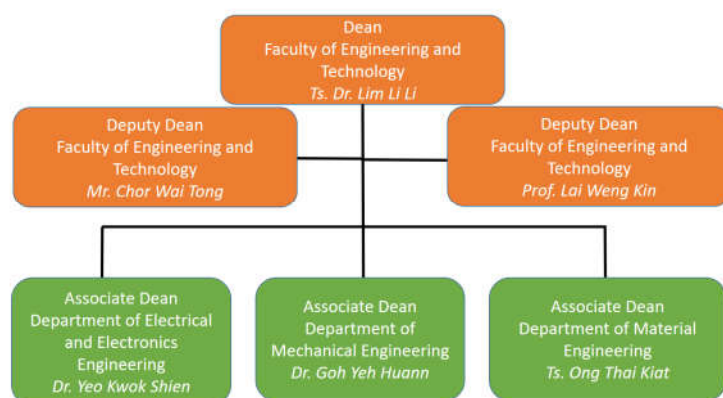 Dean
Faculty of Engineering and
Technology
Ts. Dr. Lim Li Li
Deputy Dean
Faculty of Engineering and
Technology
Mr. Chor Wai Tong
Deputy Dean
Faculty of Engineering and
Technology
Prof. Lai Weng Kin
Associate Dean
Department of Electrical
and Electronics
Engineering
Dr. Yeo Kwok Shien
Associate Dean
Department of
Mechanical Engineering
Dr. Goh Yeh Huann
Associate Dean
Department of Material
Engineering
Ts. Ong Thai Kiat